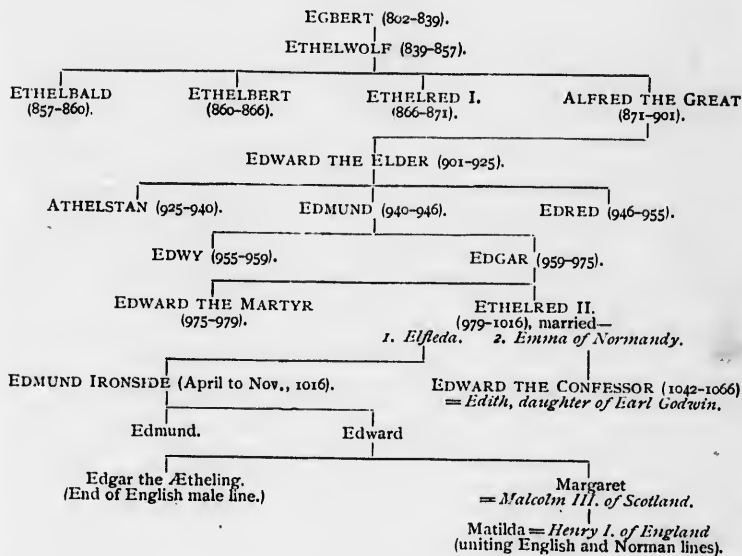 EGBERT (802-839).
ETHELWOLF (839-857).
ETHELBALD ETHELBERT ETHELRED I. ALFRED THE GREAT
(857-860). (860-866). (866-871). (871-901).
EDWARD THE ELDER (901-925).
ATHELSTAN (925-940). EDMUND (940-946). EDRED (946-955).
EDWY (955-959). EDGAR (959-975).
EDWARD THE MARTYR ETHELRED II.
(975-979). (979-1016), married—
1. Elfleda. 2. Emma of Normandy.
EDMUND IRONSIDE (April to Nov., 1016). EDWARD THE CONFESSOR (1042-1066)
= Edith, daughter of Earl Godwin.
Edmund. Edward
Edgar the Ætheling. Margaret
(End of English male line.) = Malcolm III. of Scotland.
Matilda = Henry I. of England
(uniting English and Norman lines).